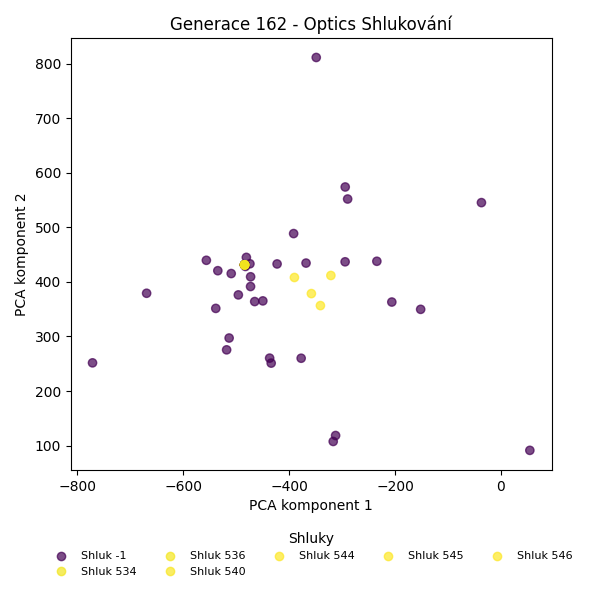 Generace 162 - Optics Shlukování
800
700
600
500
400
300
200
100
PCA komponent 2
−800 −600 −400 −200 0
PCA komponent 1
Shluky
Shluk -1 Shluk 536 Shluk 544 Shluk 545 Shluk 546
Shluk 534 Shluk 540